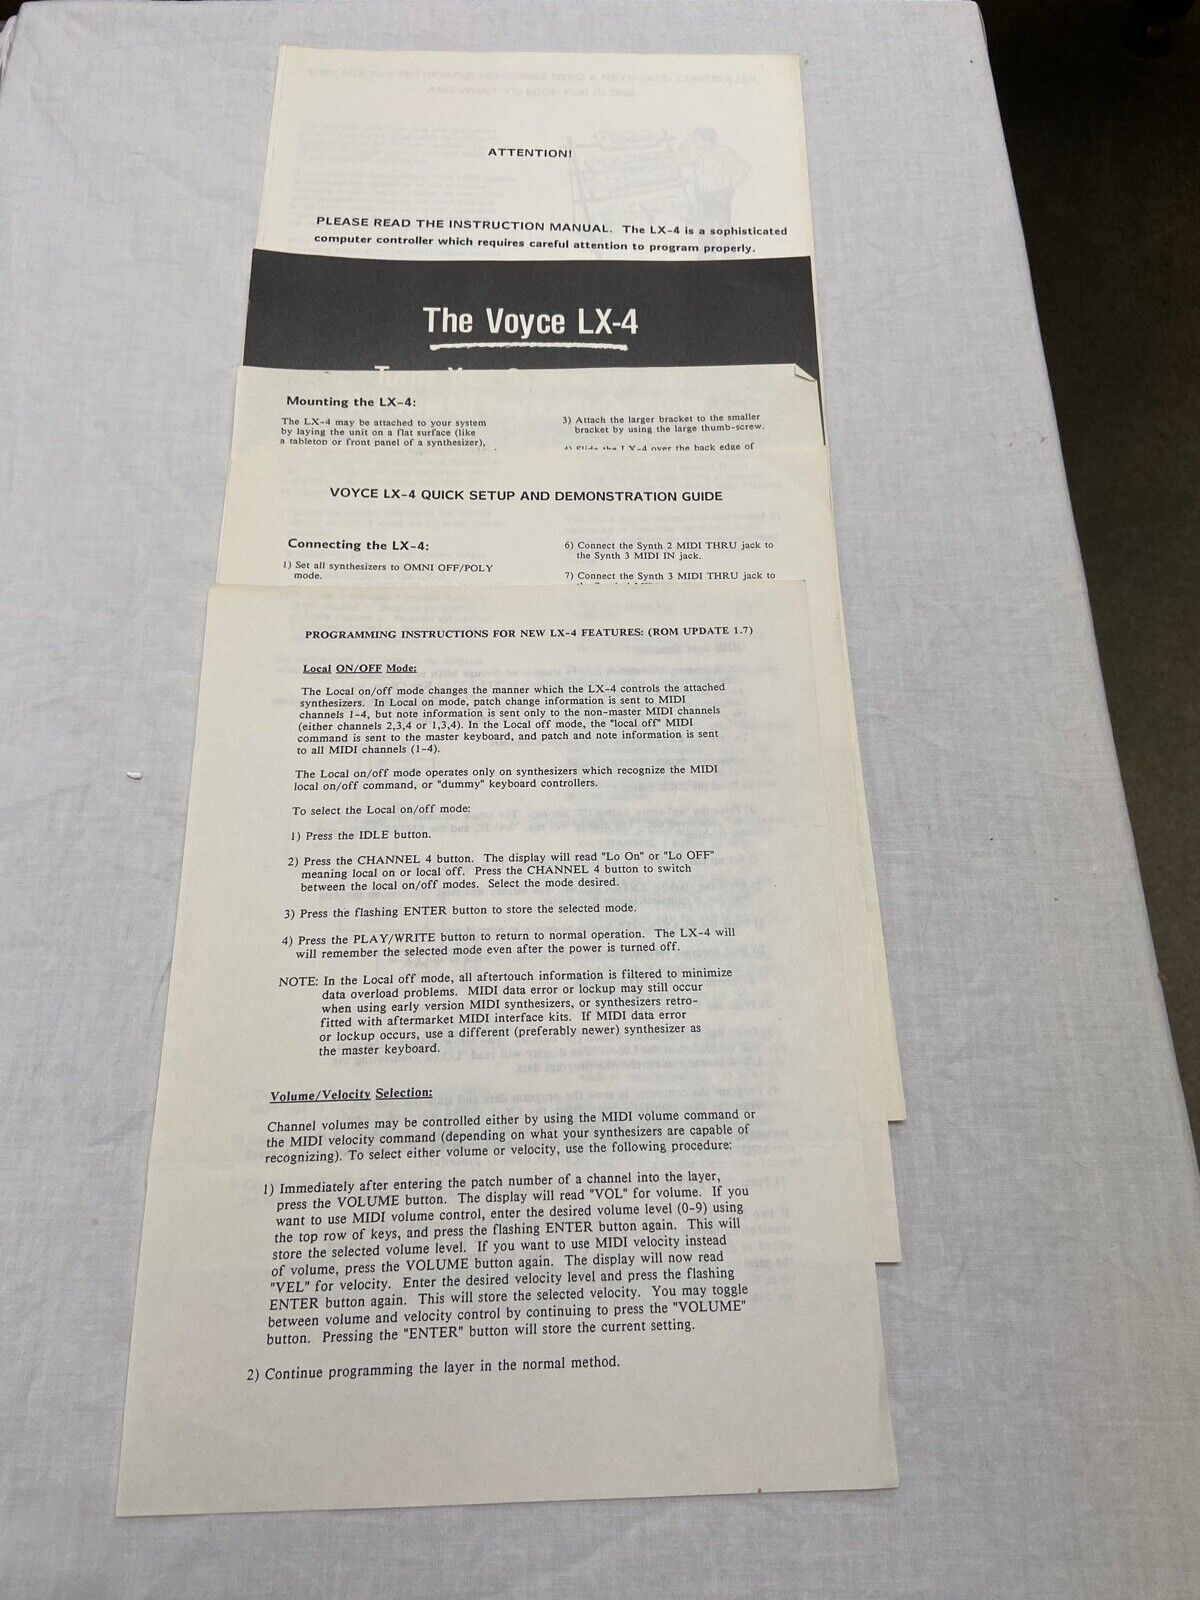 ATTENTION!
PLEASE READ THE INSTRUCTION MANUAL. The LX-4 is a sophisticated
computer controller which requires careful attention to program properly.
The Voyce LX-4
Mounting the LX-4:
The LX-4 may be attached to your system
by laying the unit on a flat surface (like
a tabletop or front panel of a synthesizer),
3) Attach the larger bracket to the smaller
bracket by using the large thumb-screw.
4) Slide the LX-4 over the back edge of
VOYCE LX-4 QUICK SETUP AND DEMONSTRATION GUIDE
Connecting the LX-4:
1) Set all synthesizers to OMNI OFF/POLY
mode.
6) Connect the Synth 2 MIDI THRU jack to
the Synth 3 MIDI IN jack.
7) Connect the Synth 3 MIDI THRU jack to
PROGRAMMING INSTRUCTIONS FOR NEW LX-4 FEATURES: (ROM UPDATE 1.7)
Local ON/OFF Mode:
The Local on/off mode changes the manner which the LX-4 controls the attached
synthesizers. In Local on mode, patch change information is sent to MIDI
channels 1-4, but note information is sent only to the non-master MIDI channels
(either channels 2,3,4 or 1,3,4). In the Local off mode, the "local off" MIDI
command is sent to the master keyboard, and patch and note information is sent
to all MIDI channels (1-4).
The Local on/off mode operates only on synthesizers which recognize the MIDI
local on/off command, or "dummy" keyboard controllers.
To select the Local on/off mode:
1) Press the IDLE button.
2) Press the CHANNEL 4 button. The display will read "Lo On" or "Lo OFF"
meaning local on or local off. Press the CHANNEL 4 button to switch
between the local on/off modes. Select the mode desired.
3) Press the flashing ENTER button to store the selected mode.
4) Press the PLAY/WRITE button to return to normal operation. The LX-4 will
will remember the selected mode even after the power is turned off.
NOTE: In the Local off mode, all aftertouch information is filtered to minimize
data overload problems. MIDI data error or lockup may still occur
when using early version MIDI synthesizers, or synthesizers retro-
fitted with aftermarket MIDI interface kits. If MIDI data error
or lockup occurs, use a different (preferably newer) synthesizer as
the master keyboard.
Volume/Velocity Selection:
Channel volumes may be controlled either by using the MIDI volume command or
the MIDI velocity command (depending on what your synthesizers are capable of
recognizing). To select either volume or velocity, use the following procedure:
1) Immediately after entering the patch number of a channel into the layer,
press the VOLUME button. The display will read "VOL" for volume. If you
want to use MIDI volume control, enter the desired volume level (0-9) using
the top row of keys, and press the flashing ENTER button again. This will
store the selected volume level. If you want to use MIDI velocity instead
of volume, press the VOLUME button again. The display will now read
"VEL" for velocity. Enter the desired velocity level and press the flashing
ENTER button again. This will store the selected velocity. You may toggle
between volume and velocity control by continuing to press the "VOLUME"
button. Pressing the "ENTER" button will store the current setting.
2) Continue programming the layer in the normal method.